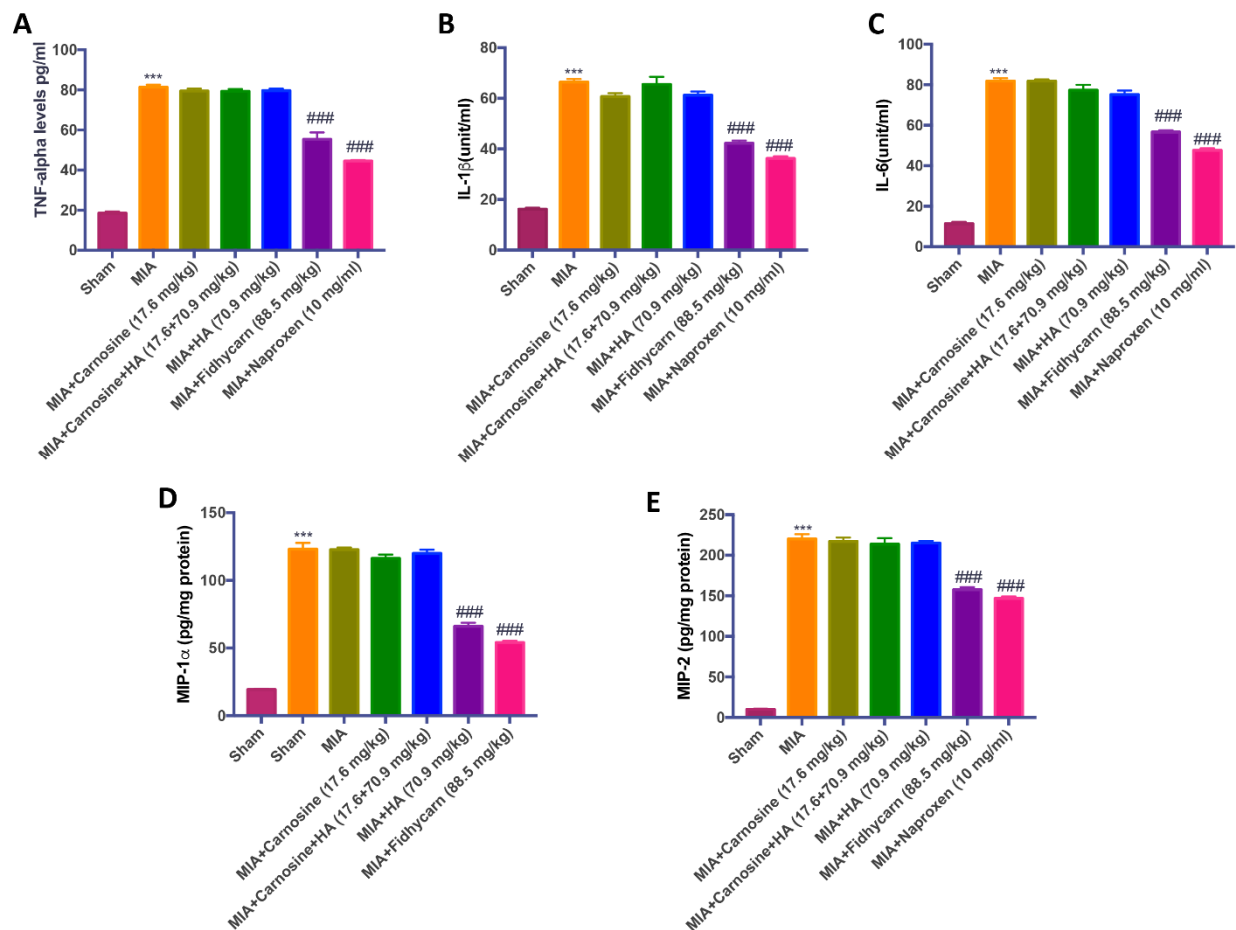 A
TNF-alpha levels pg/ml
100
80
60
40
20
0
***
###
###
Sham
MIA
MIA+Carnosine (17.6 mg/kg)
MIA+Carnosine+HA (17.6+70.9 mg/kg)
MIA+HA (70.9 mg/kg)
MIA+Fidhycarn (88.5 mg/kg)
MIA+Naproxen (10 mg/ml)
B
IL-1β(unit/ml)
80
60
40
20
0
***
###
###
Sham
MIA
MIA+Carnosine (17.6 mg/kg)
MIA+Carnosine+HA (17.6+70.9 mg/kg)
MIA+HA (70.9 mg/kg)
MIA+Fidhycarn (88.5 mg/kg)
MIA+Naproxen (10 mg/ml)
C
IL-6(unit/ml)
100
80
60
40
20
0
***
###
###
Sham
MIA
MIA+Carnosine (17.6 mg/kg)
MIA+Carnosine+HA (17.6+70.9 mg/kg)
MIA+HA (70.9 mg/kg)
MIA+Fidhycarn (88.5 mg/kg)
MIA+Naproxen (10 mg/ml)
D
MIP-1α (pg/mg protein)
150
100
50
0
***
###
###
Sham
Sham
MIA
MIA+Carnosine (17.6 mg/kg)
MIA+Carnosine+HA (17.6+70.9 mg/kg)
MIA+HA (70.9 mg/kg)
MIA+Fidhycarn (88.5 mg/kg)
E
MIP-2 (pg/mg protein)
250
200
150
100
50
0
***
###
###
Sham
MIA
MIA+Carnosine (17.6 mg/kg)
MIA+Carnosine+HA (17.6+70.9 mg/kg)
MIA+HA (70.9 mg/kg)
MIA+Fidhycarn (88.5 mg/kg)
MIA+Naproxen (10 mg/ml)